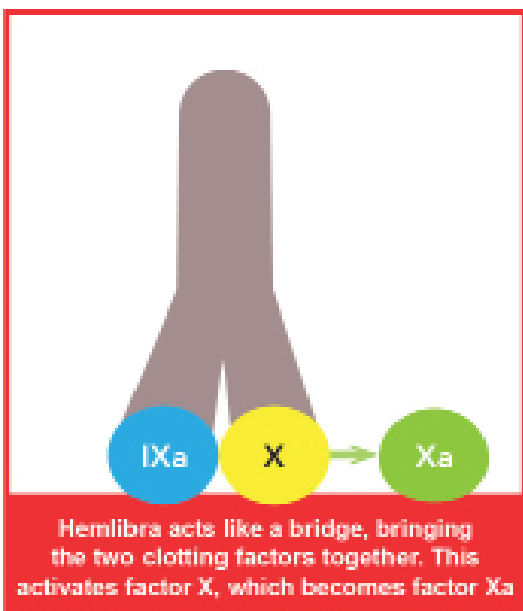 IXa X Xa
Hemlibra acts like a bridge, bringing
the two clotting factors together. This
activates factor X, which becomes factor Xa